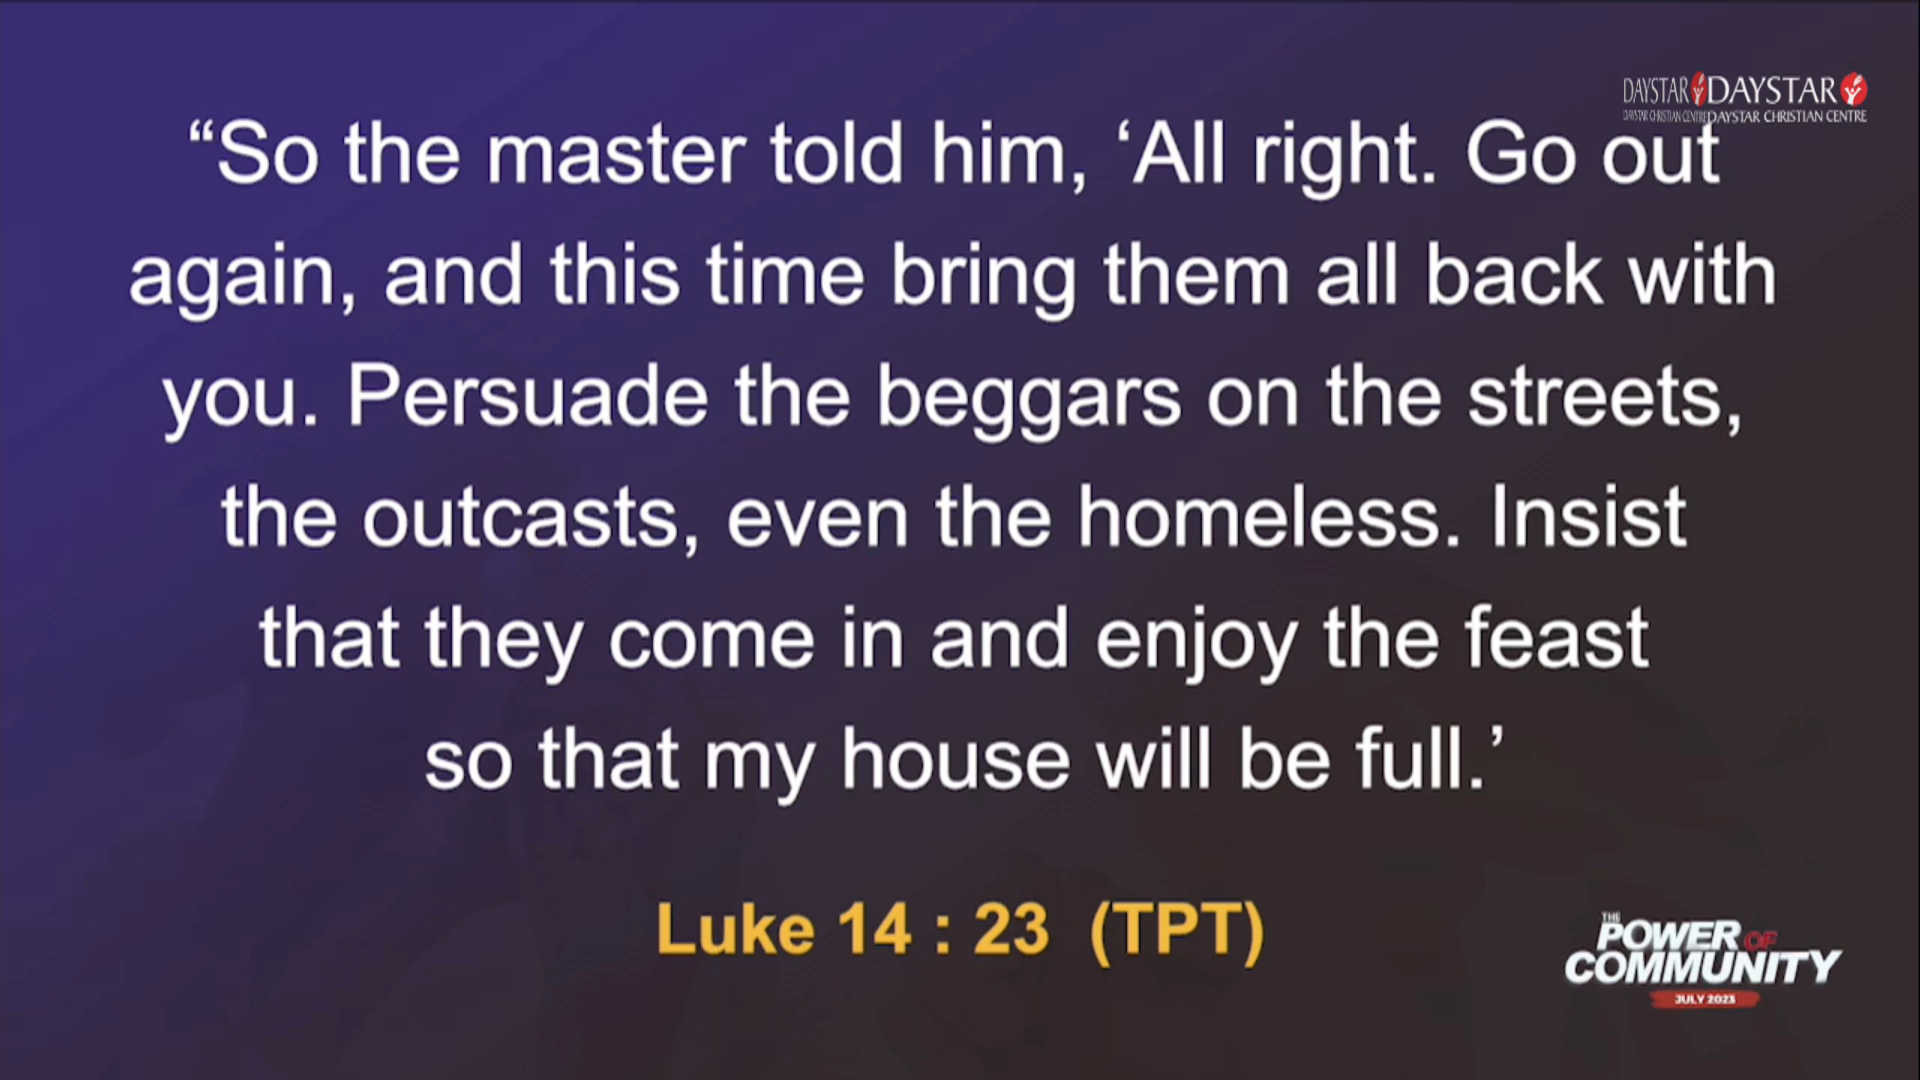 DAYSTAR DAYSTAR
DAYSTAR CHRISTIAN CENTRE DAYSTAR CHRISTIAN CENTRE
“So the master told him, ‘All right. Go out
again, and this time bring them all back with
you. Persuade the beggars on the streets,
the outcasts, even the homeless. Insist
that they come in and enjoy the feast
so that my house will be full.’
Luke 14 : 23 (TPT)
THE
POWER OF
COMMUNITY
JULY 2023